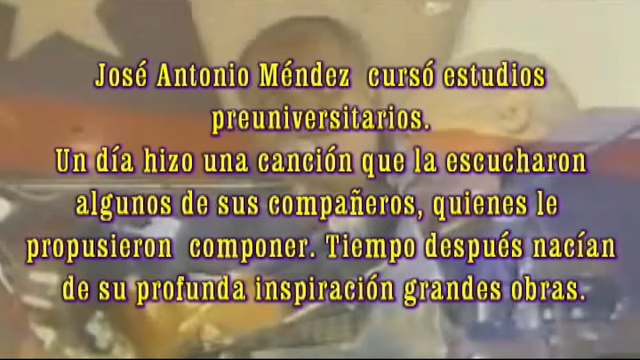 José Antonio Méndez cursó estudios
preuniversitarios.
Un día hizo una canción que la escucharon
algunos de sus compañeros, quienes le
propusieron componer. Tiempo después nacían
de su profunda inspiración grandes obras.